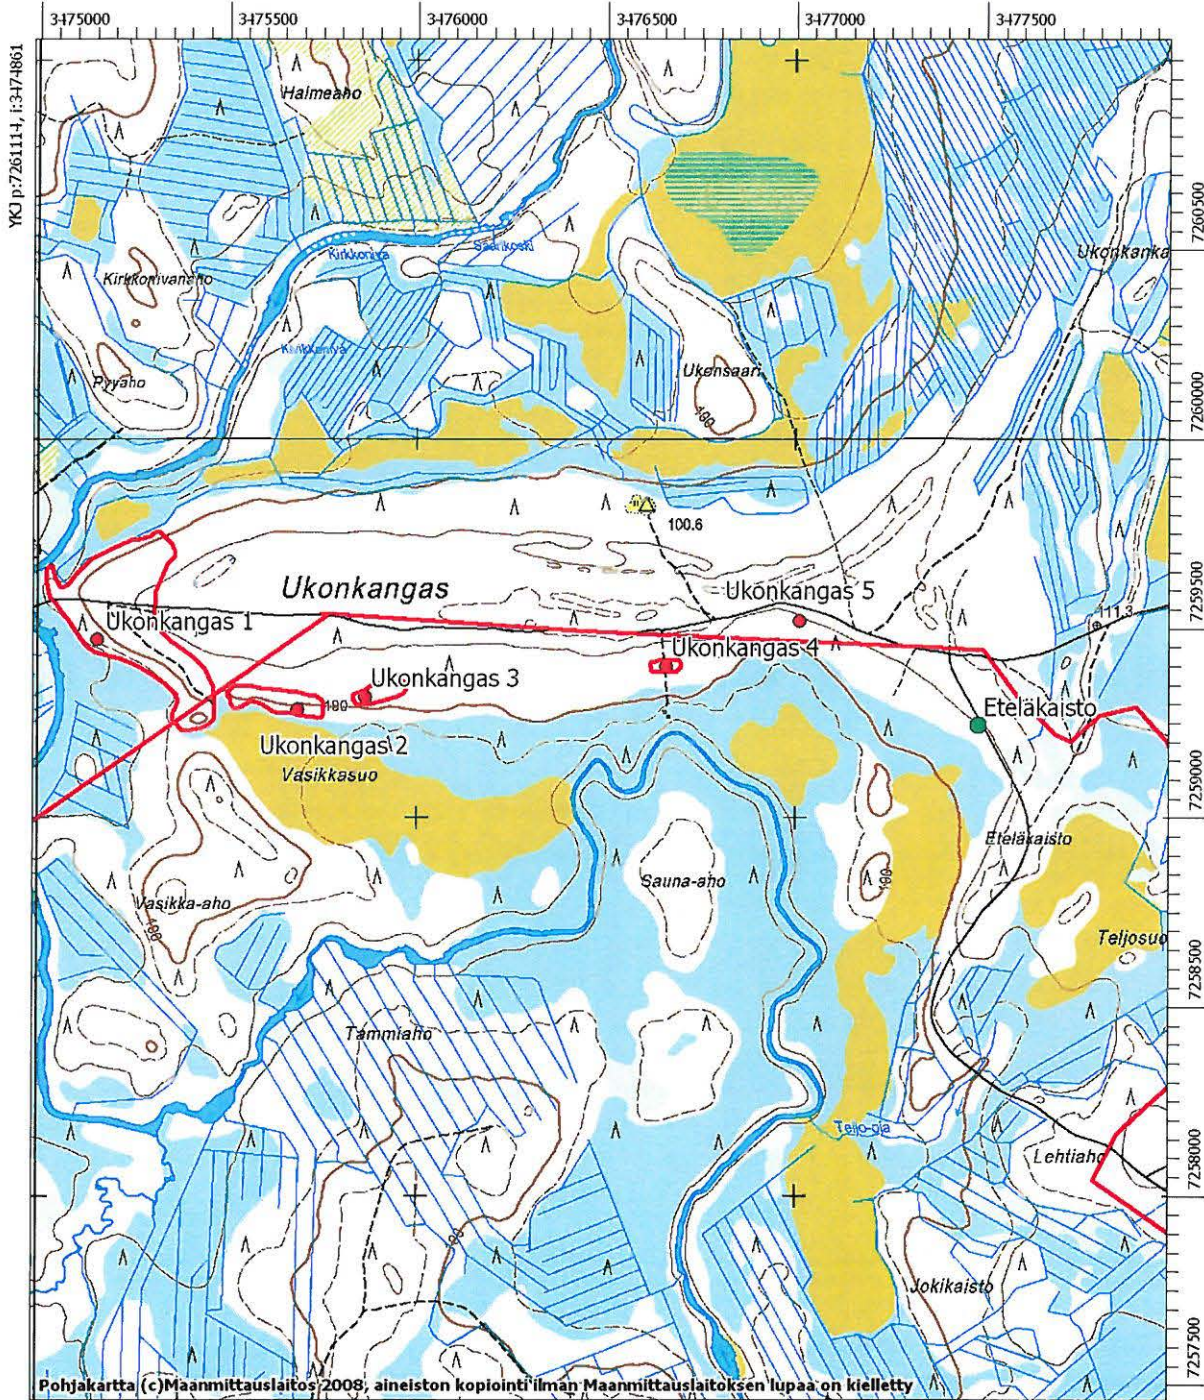 3475000
3475500
3476000
3476500
3477000
3477500
YKJ p:7261114, i:3474861
Halmeaho
7260500
Kirkkoniva
Saarikoski
Ukonkanka
Kirkkonivanaho
Kirkkoniva
Pyyaho
Ukonsaari
100
7260000
100.6
7259500
Ukonkangas
Ukonkangas 5
111.3
Ukonkangas 1
Ukonkangas 4
Ukonkangas 3
100
Eteläkaisto
Ukonkangas 2
Vasikkasuo
7259000
Eteläkaisto
Sauna-aho
100
Vasikka-aho
100
Teljosuo
7258500
Tammiaho
Teljo-oja
Lehtiaho
7258000
100
Jokikaisto
7257500
Pohjakartta (c)Maanmittauslaitos 2008, aineiston kopiointi ilman Maanmittauslaitoksen lupaa on kielletty